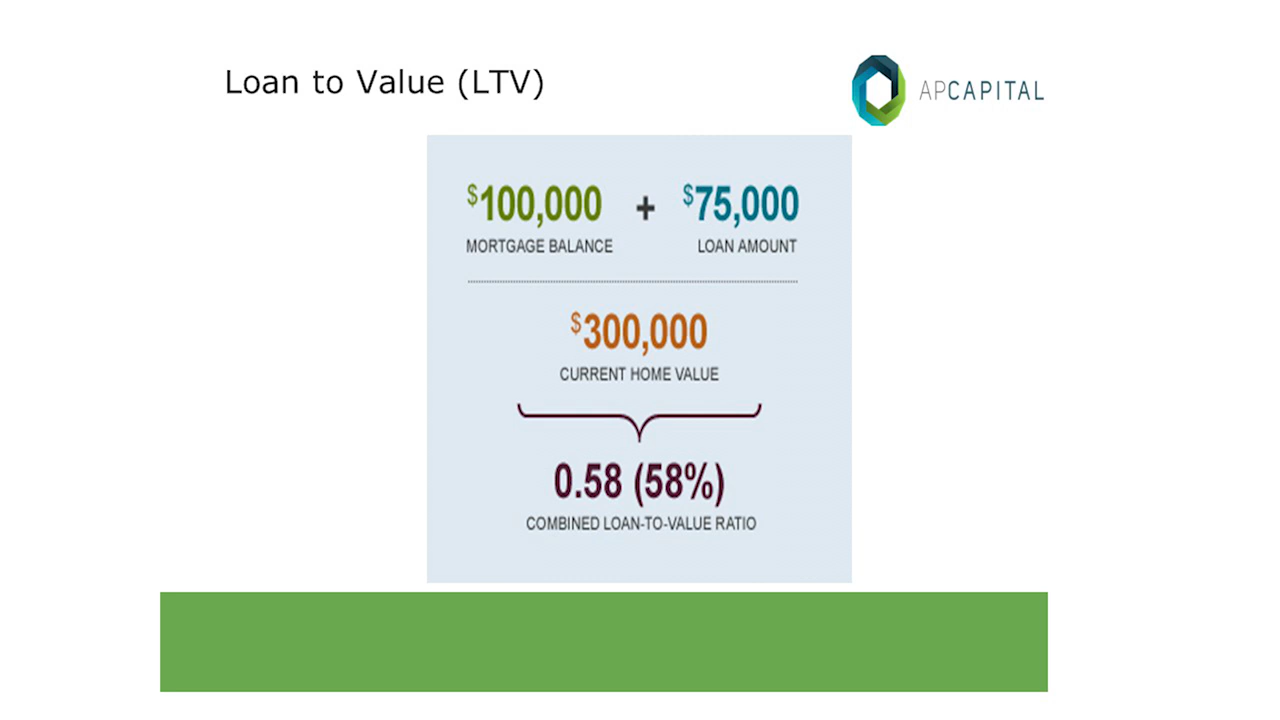 Loan to Value (LTV)
APCAPITAL
$100,000 + $75,000
MORTGAGE BALANCE LOAN AMOUNT
$300,000
CURRENT HOME VALUE
0.58 (58%)
COMBINED LOAN-TO-VALUE RATIO